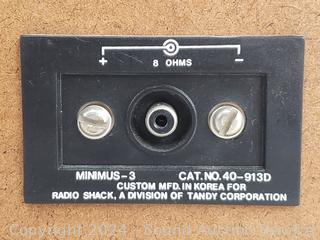 + 8 OHMS −
MINIMUS-3 CAT. NO. 40-913D
CUSTOM MFD. IN KOREA FOR
RADIO SHACK, A DIVISION OF TANDY CORPORATION
Copyright 2024 - Sound Auction Service